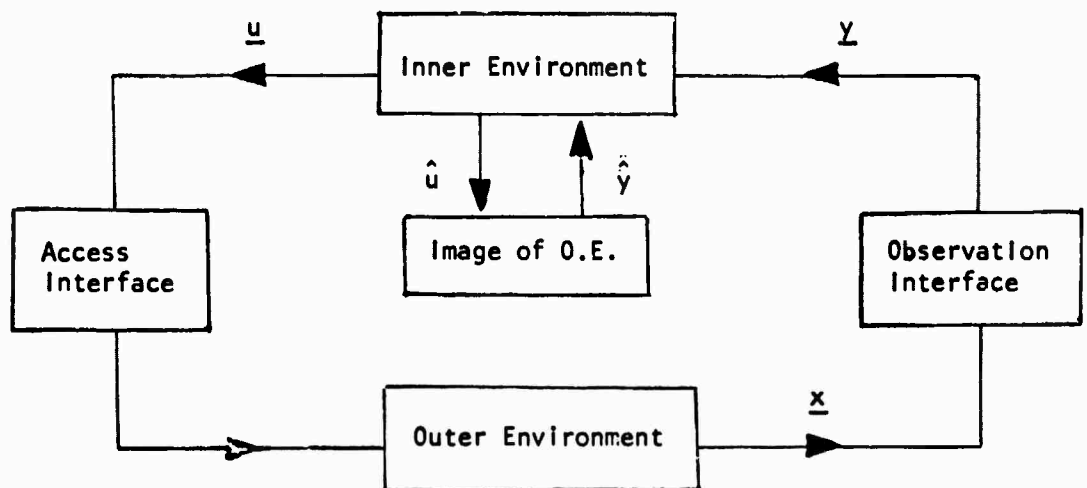 u
y
Inner Environment
û
ŷ
Access
Interface
Image of O.E.
Observation
Interface
x
Outer Environment